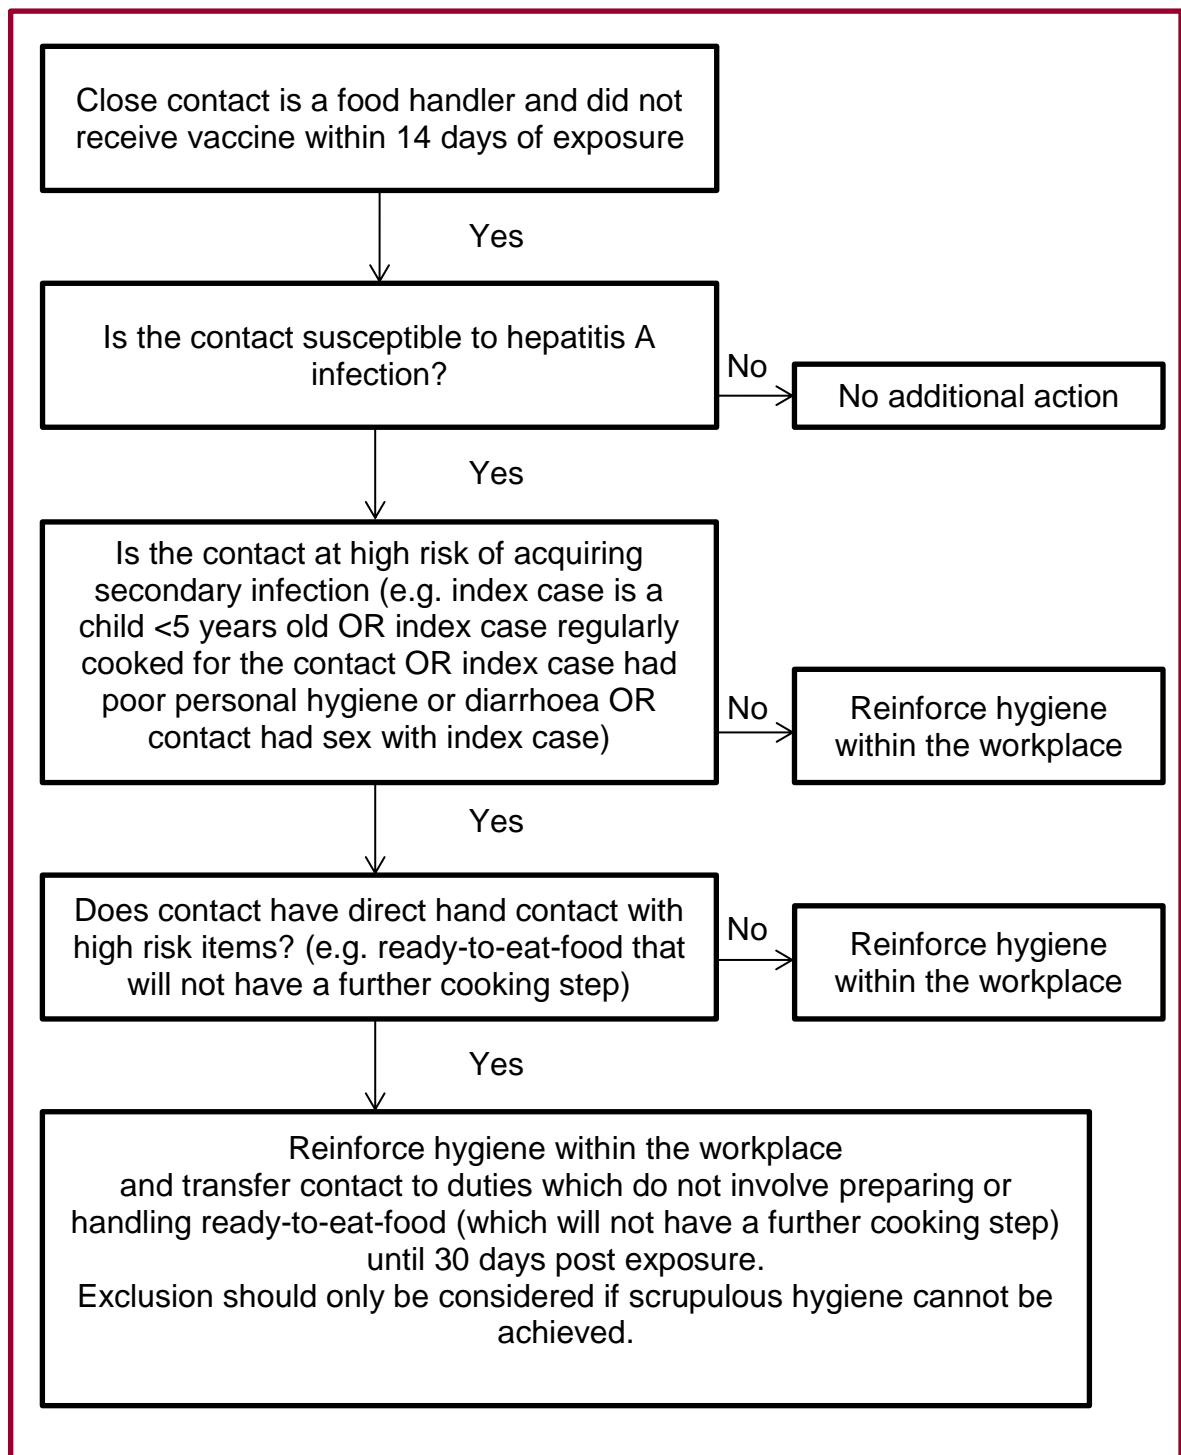 Close contact is a food handler and did not
receive vaccine within 14 days of exposure
Yes
Is the contact susceptible to hepatitis A
infection?
No
No additional action
Yes
Is the contact at high risk of acquiring
secondary infection (e.g. index case is a
child <5 years old OR index case regularly
cooked for the contact OR index case had
poor personal hygiene or diarrhoea OR
contact had sex with index case)
No
Reinforce hygiene
within the workplace
Yes
Does contact have direct hand contact with
high risk items? (e.g. ready-to-eat-food that
will not have a further cooking step)
No
Reinforce hygiene
within the workplace
Yes
Reinforce hygiene within the workplace
and transfer contact to duties which do not involve preparing or
handling ready-to-eat-food (which will not have a further cooking step)
until 30 days post exposure.
Exclusion should only be considered if scrupulous hygiene cannot be
achieved.